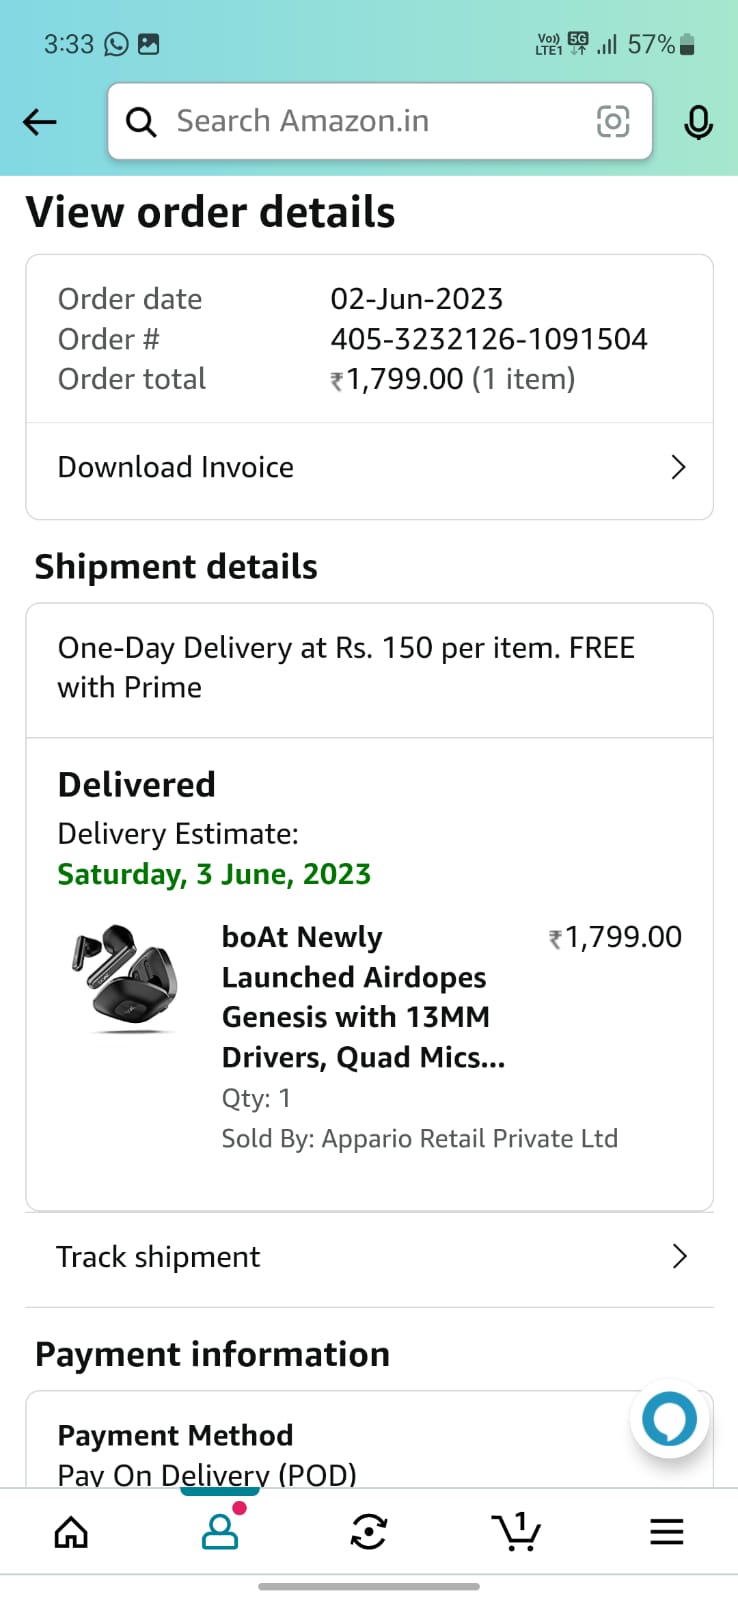 3:33
Vo)) LTE1 5G 57%
Search Amazon.in
View order details
Order date 02-Jun-2023
Order # 405-3232126-1091504
Order total ₹1,799.00 (1 item)
Download Invoice
Shipment details
One-Day Delivery at Rs. 150 per item. FREE
with Prime
Delivered
Delivery Estimate:
Saturday, 3 June, 2023
boAt Newly ₹1,799.00
Launched Airdopes
Genesis with 13MM
Drivers, Quad Mics...
Qty: 1
Sold By: Appario Retail Private Ltd
Track shipment
Payment information
Payment Method
Pay On Delivery (POD)
1